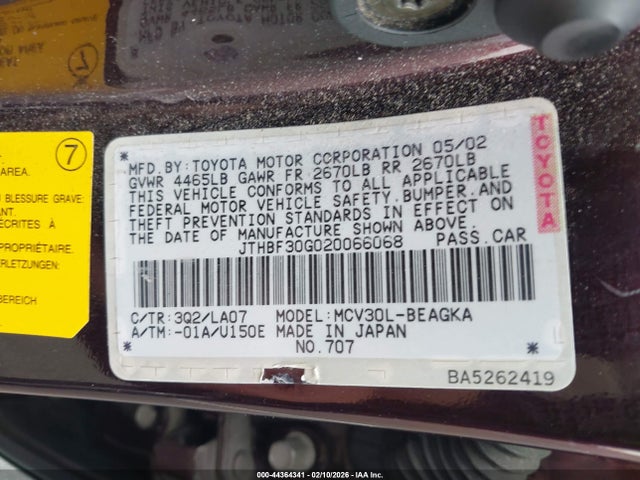 7
AREA.
U BLESSURE GRAVE
ÉCRITES À
PROPRIÉTAIRE.
BEREICH
MFD. BY: TOYOTA MOTOR CORPORATION 05/02
GVWR 4465LB GAWR FR 2670LB RR 2670LB
THIS VEHICLE CONFORMS TO ALL APPLICABLE
FEDERAL MOTOR VEHICLE SAFETY, BUMPER, AND
THEFT PREVENTION STANDARDS IN EFFECT ON
THE DATE OF MANUFACTURE SHOWN ABOVE.
JTHBF30G020066068 PASS. CAR
C/TR: 3Q2/LA07 MODEL: MCV30L-BEAGKA
A/TM: -01A/U150E MADE IN JAPAN
NO. 707
TOYOTA
BA5262419
000-44364341 - 02/10/2026 - IAA Inc.